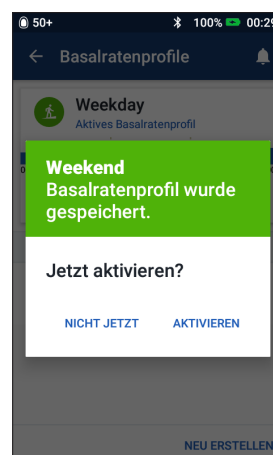 50+ 100% 00:29
Basalratenprofile
Weekday
Aktives Basalratenprofil
Weekend
Basalratenprofil wurde
gespeichert.
Jetzt aktivieren?
NICHT JETZT AKTIVIEREN
NEU ERSTELLEN